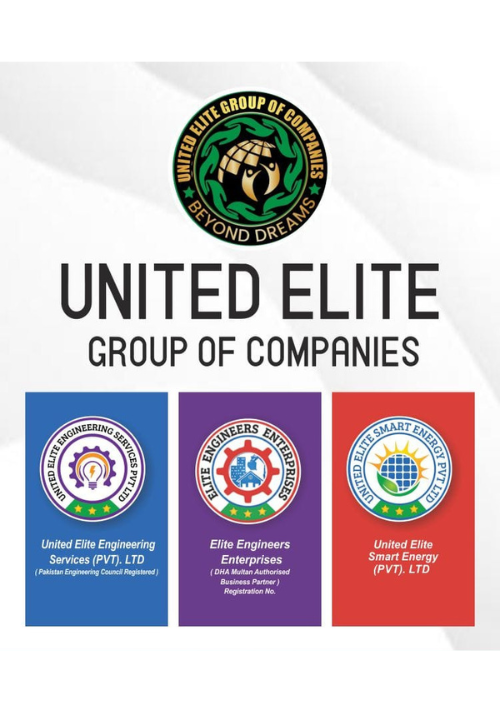 UNITED ELITE GROUP OF COMPANIES
BEYOND DREAMS
UNITED ELITE
GROUP OF COMPANIES
UNITED ELITE ENGINEERING SERVICES PVT LTD
United Elite Engineering
Services (PVT). LTD
( Pakistan Engineering Council Registered )
ELITE ENGINEERS ENTERPRISES
Elite Engineers
Enterprises
( DHA Multan Authorised
Business Partner )
Registration No.
UNITED ELITE SMART ENERGY PVT LTD
United Elite
Smart Energy
(PVT). LTD